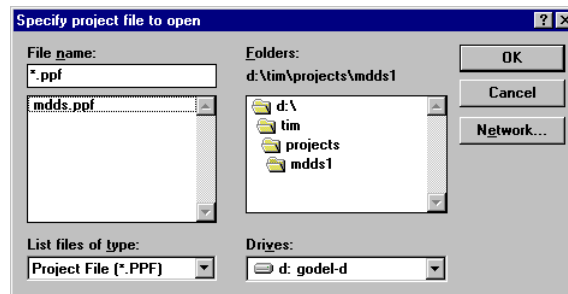 Specify project file to open
File name:
*.ppf
mdds.ppf
List files of type:
Project File (*.PPF)
Folders:
d:\tim\projects\mdds1
d:\
tim
projects
mdds1
Drives:
d: godel-d
OK
Cancel
Network...